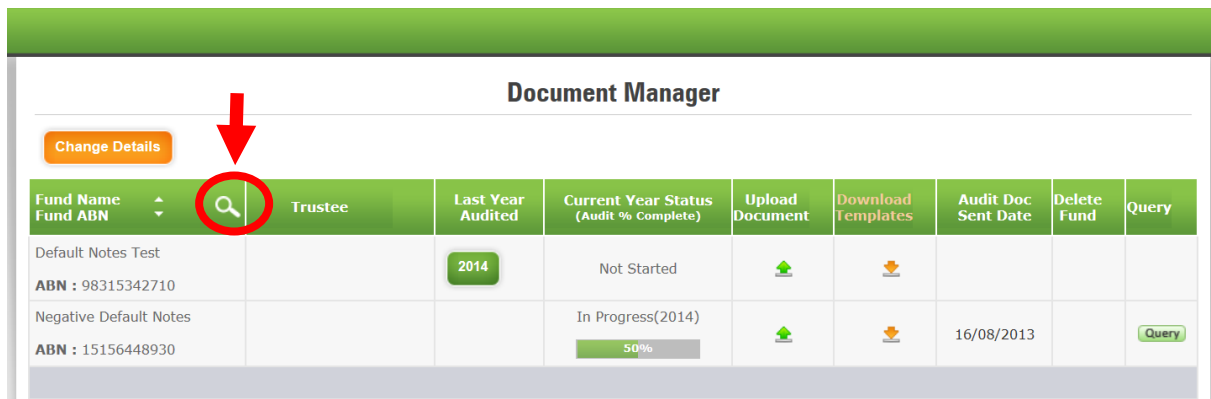 Document Manager
Change Details
Fund Name
Fund ABN
Trustee
Last Year
Audited
Current Year Status
(Audit % Complete)
Upload
Document
Download
Templates
Audit Doc
Sent Date
Delete
Fund
Query
Default Notes Test
ABN : 98315342710
2014
Not Started
Negative Default Notes
ABN : 15156448930
In Progress(2014)
50%
16/08/2013
Query